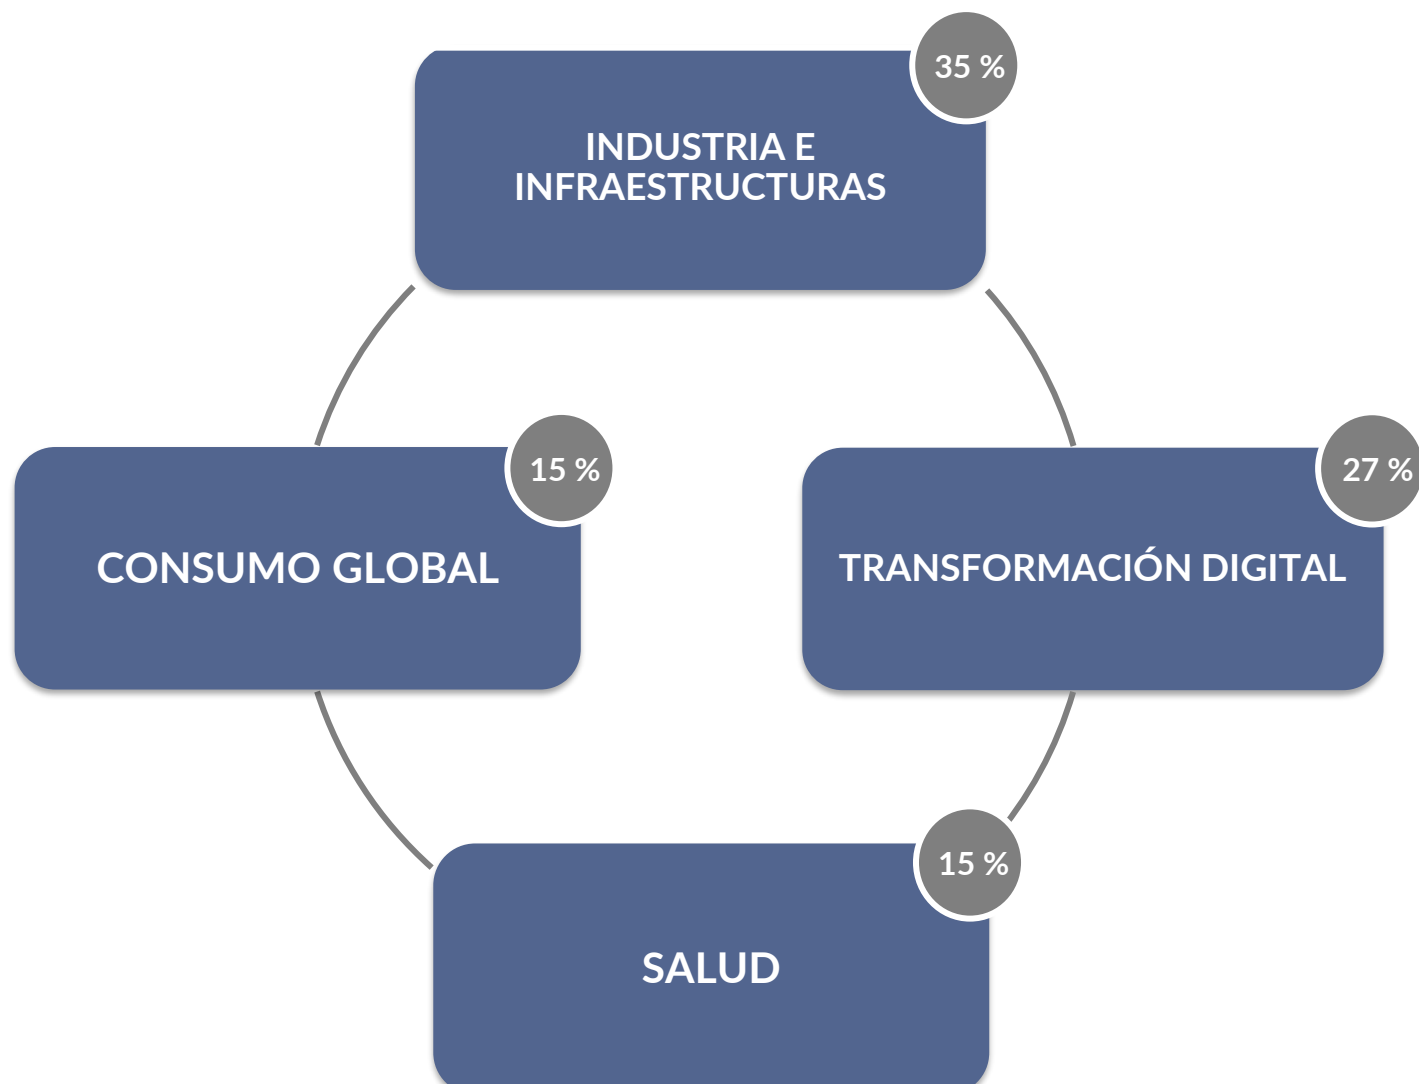 35 %
INDUSTRIA E
INFRAESTRUCTURAS
15 %
CONSUMO GLOBAL
27 %
TRANSFORMACIÓN DIGITAL
15 %
SALUD